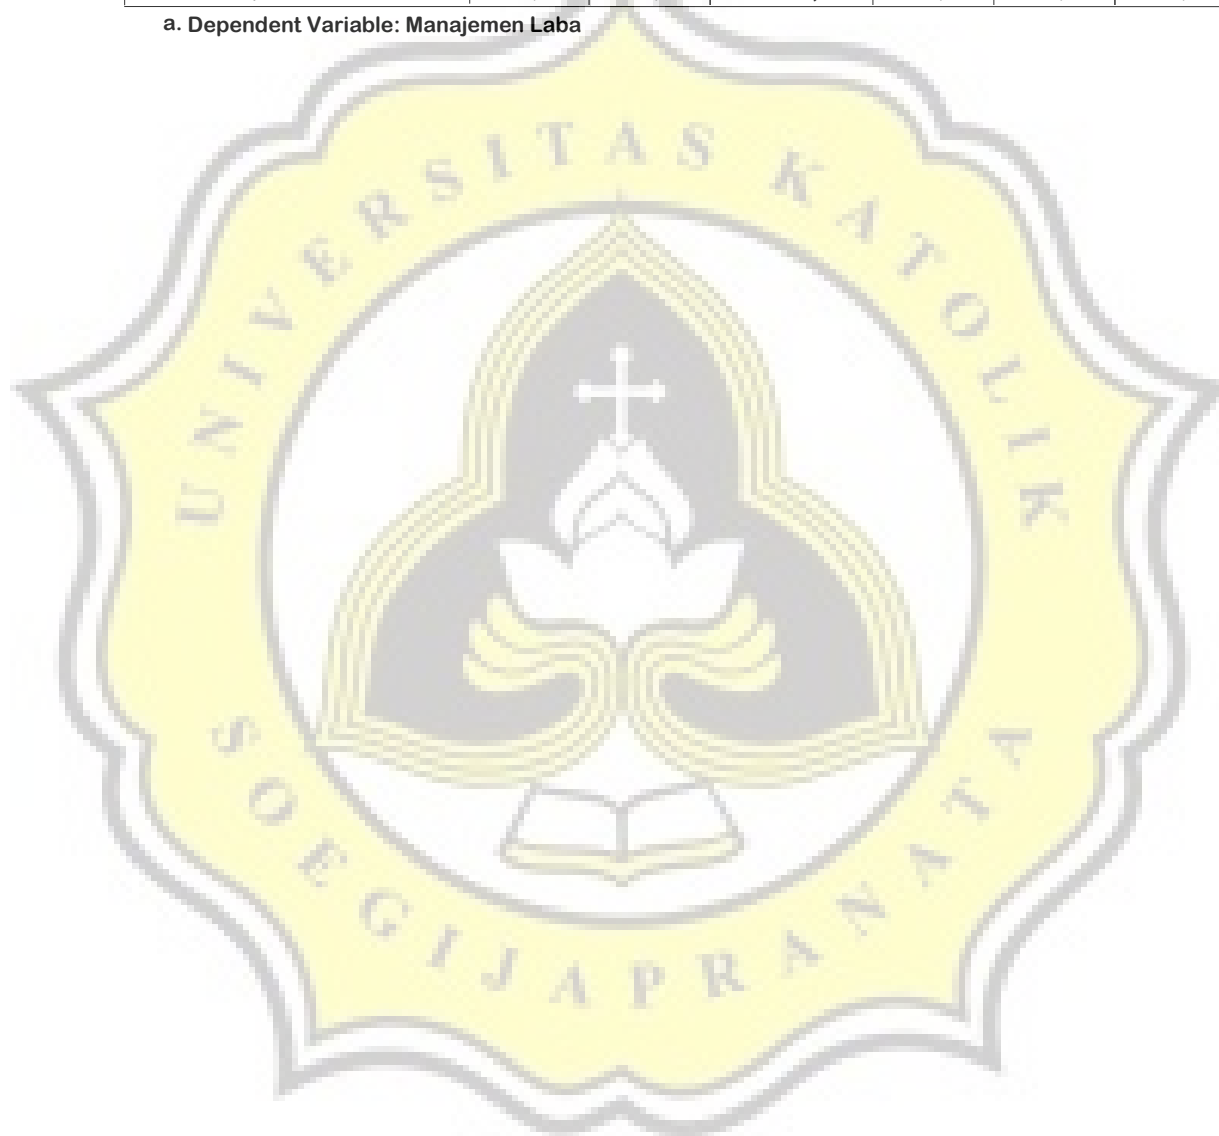 a. Dependent Variable: Manajemen Laba
UNIVERSITAS KATOLIK
SOEGIJAPRANATA